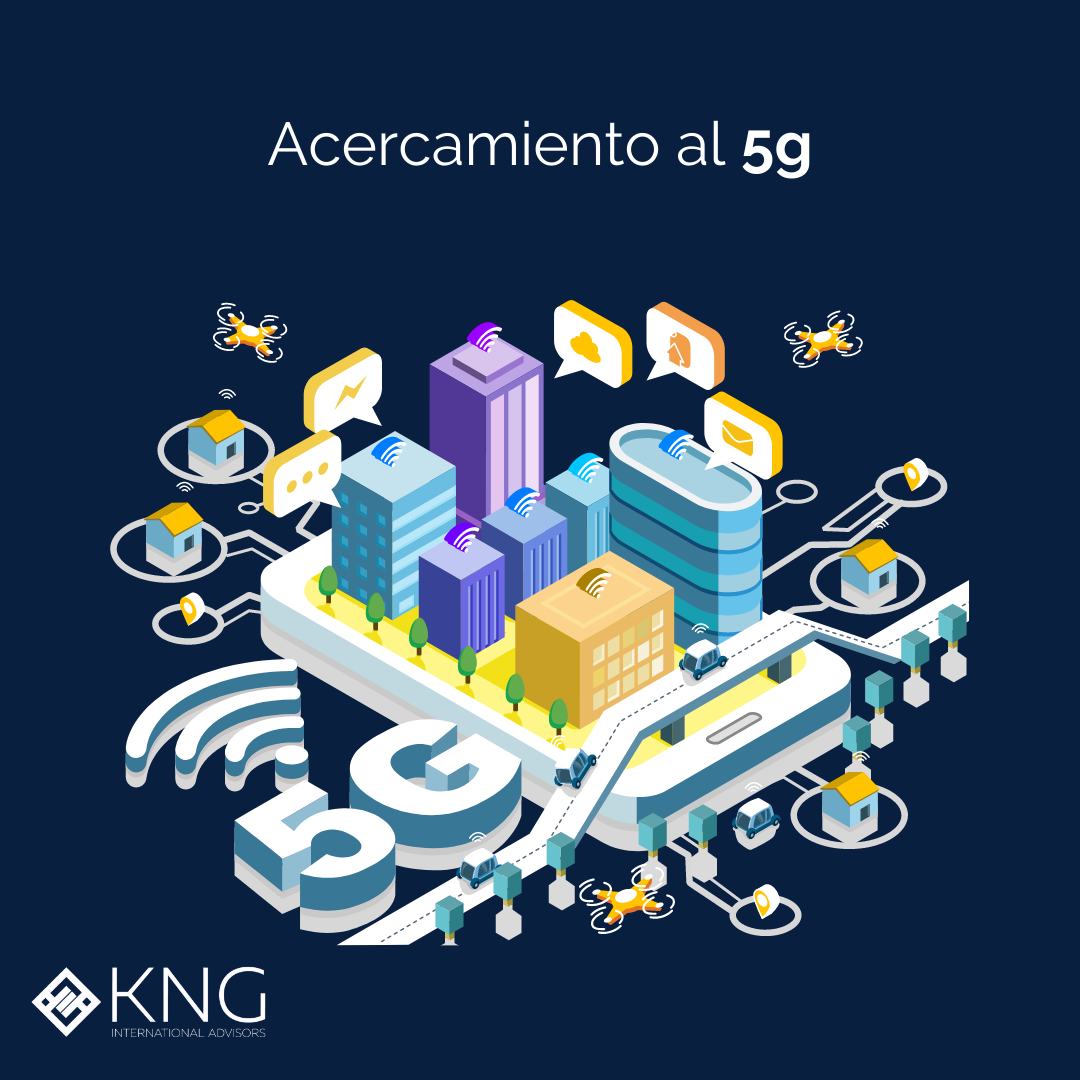 Acercamiento al 5g
5G
KNG
INTERNATIONAL ADVISORS